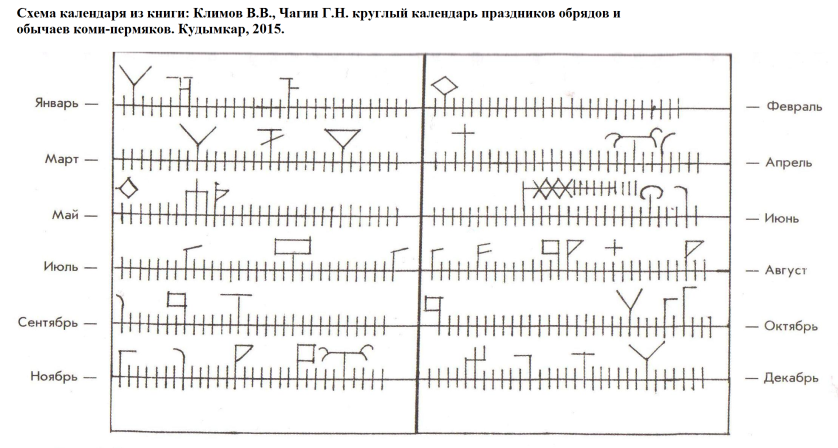 Схема календаря из книги: Климов В.В., Чагин Г.Н. круглый календарь праздников обрядов и
обычаев коми-пермяков. Кудымкар, 2015.
Январь — — Февраль
Март — — Апрель
Май — — Июнь
Июль — — Август
Сентябрь — — Октябрь
Ноябрь — — Декабрь